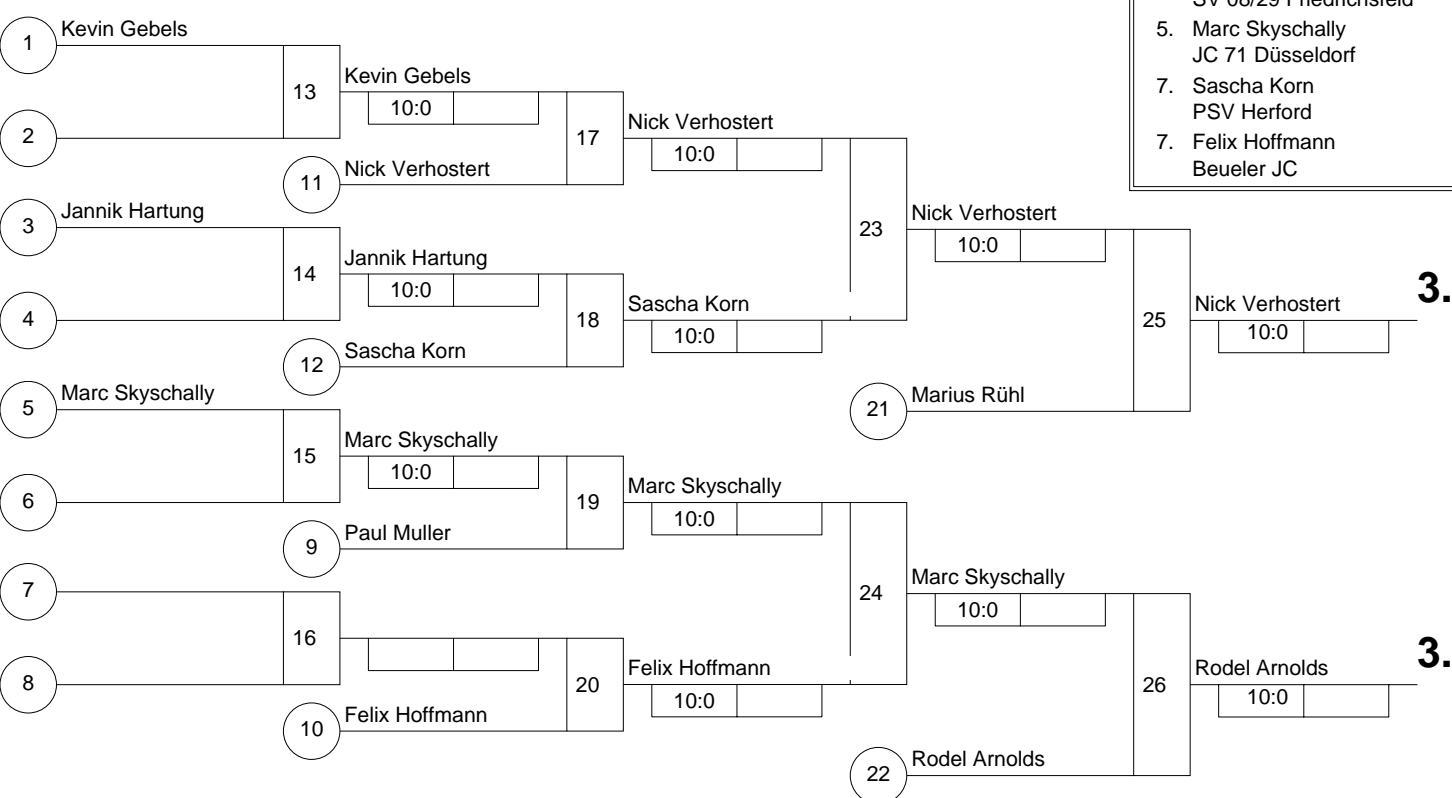 SV 08/29 Friedrichsfeld
5. Marc Skyschally
JC 71 Düsseldorf
7. Sascha Korn
PSV Herford
7. Felix Hoffmann
Beueler JC
1 Kevin Gebels
2
13 Kevin Gebels
10:0
11 Nick Verhostert
17 Nick Verhostert
10:0
3 Jannik Hartung
4
14 Jannik Hartung
10:0
12 Sascha Korn
18 Sascha Korn
10:0
23 Nick Verhostert
10:0
21 Marius Rühl
25 Nick Verhostert 3.
10:0
5 Marc Skyschally
6
15 Marc Skyschally
10:0
9 Paul Muller
19 Marc Skyschally
10:0
7
8
16
10 Felix Hoffmann
20 Felix Hoffmann
10:0
24 Marc Skyschally
10:0
22 Rodel Arnolds
26 Rodel Arnolds 3.
10:0